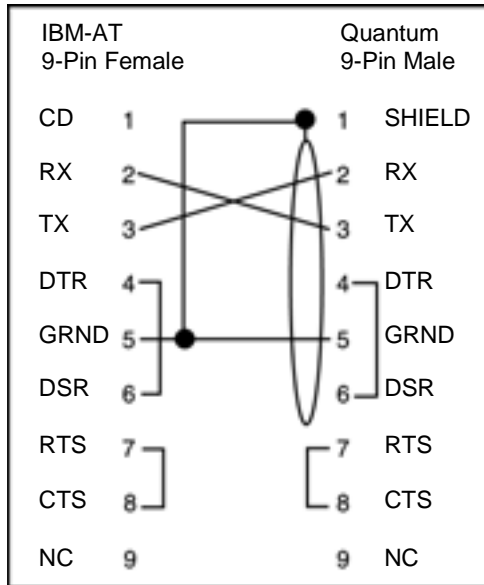 IBM-AT Quantum
9-Pin Female 9-Pin Male
CD 1 1 SHIELD
RX 2 2 RX
TX 3 3 TX
DTR 4 4 DTR
GRND 5 5 GRND
DSR 6 6 DSR
RTS 7 7 RTS
CTS 8 8 CTS
NC 9 9 NC